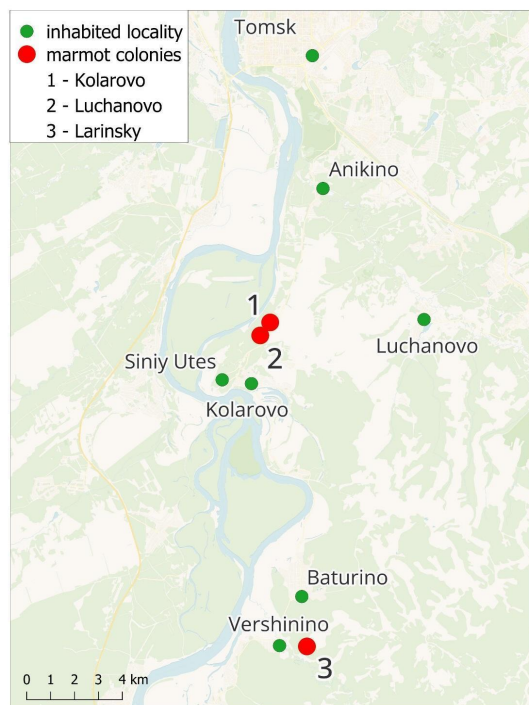 inhabited locality
marmot colonies
1 - Kolarovo
2 - Luchanovo
3 - Larinsky
Tomsk
Anikino
1
2
Luchanovo
Siniy Utes
Kolarovo
Baturino
Vershinino
3
0 1 2 3 4 km